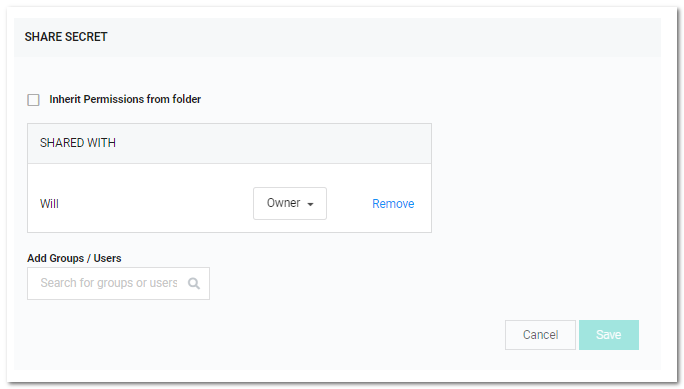 SHARE SECRET
Inherit Permissions from folder
SHARED WITH
Will Owner Remove
Add Groups / Users
Search for groups or users
Cancel Save